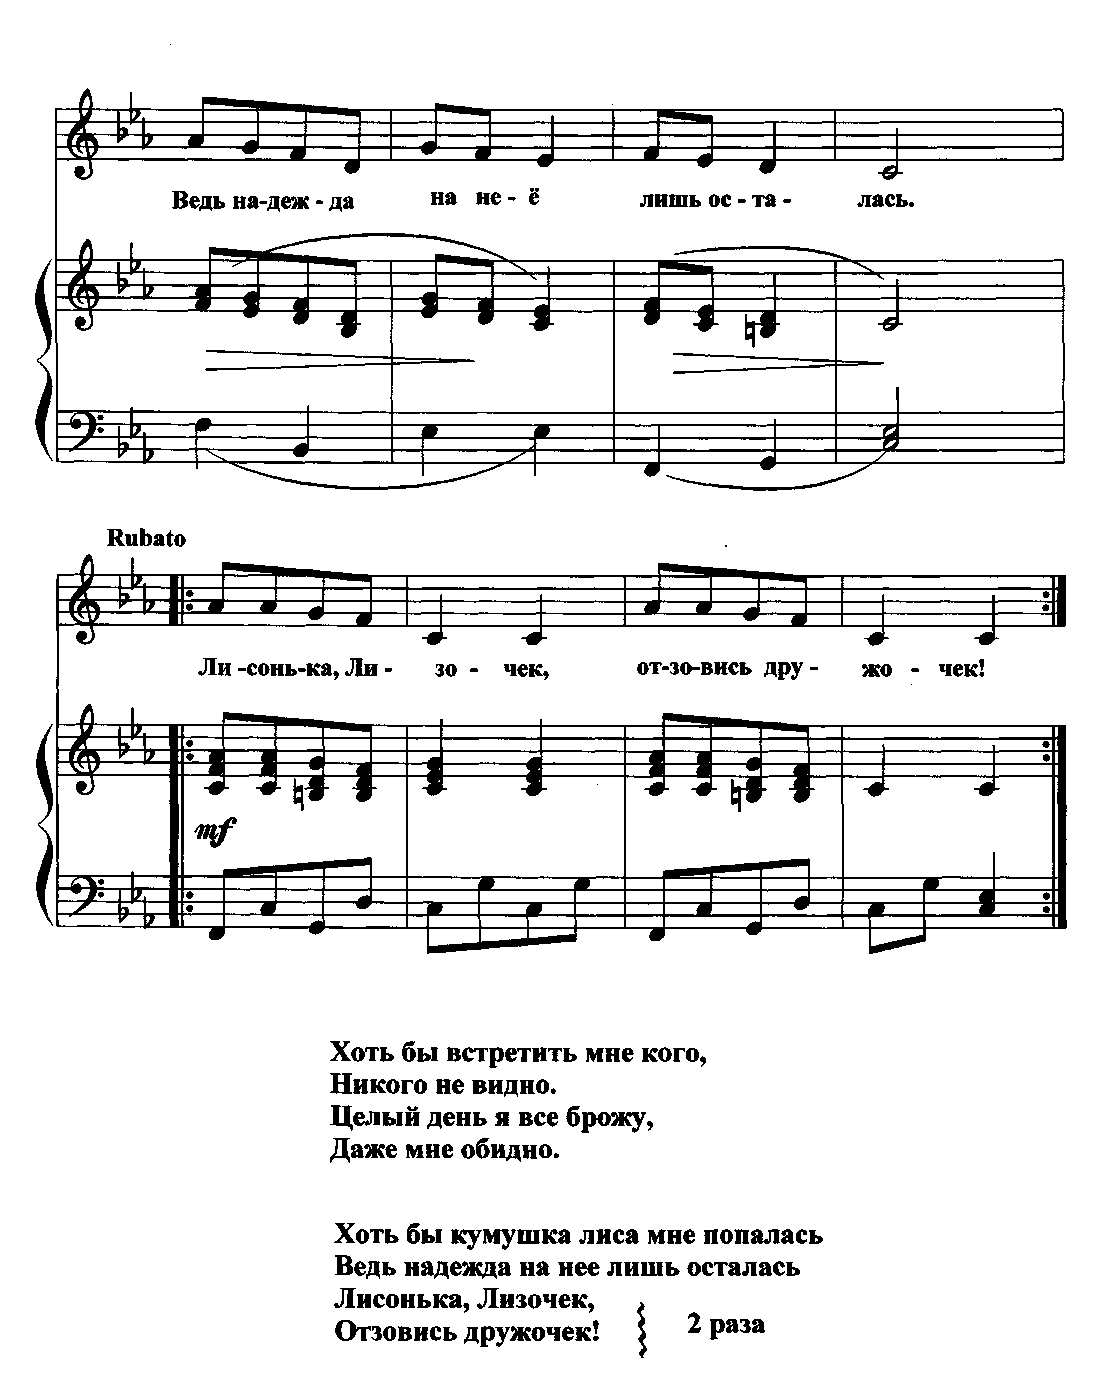 Ведь на-деж - да на не - ё лишь ос - та - лась.
Rubato
Ли -сонь-ка, Ли - зо - чек, от-зо-вись дру - жо - чек!
mf
Хоть бы встретить мне кого,
Никого не видно.
Целый день я все брожу,
Даже мне обидно.
Хоть бы кумушка лиса мне попалась
Ведь надежда на нее лишь осталась
Лисонька, Лизочек,
Отзовись дружочек!
2 раза